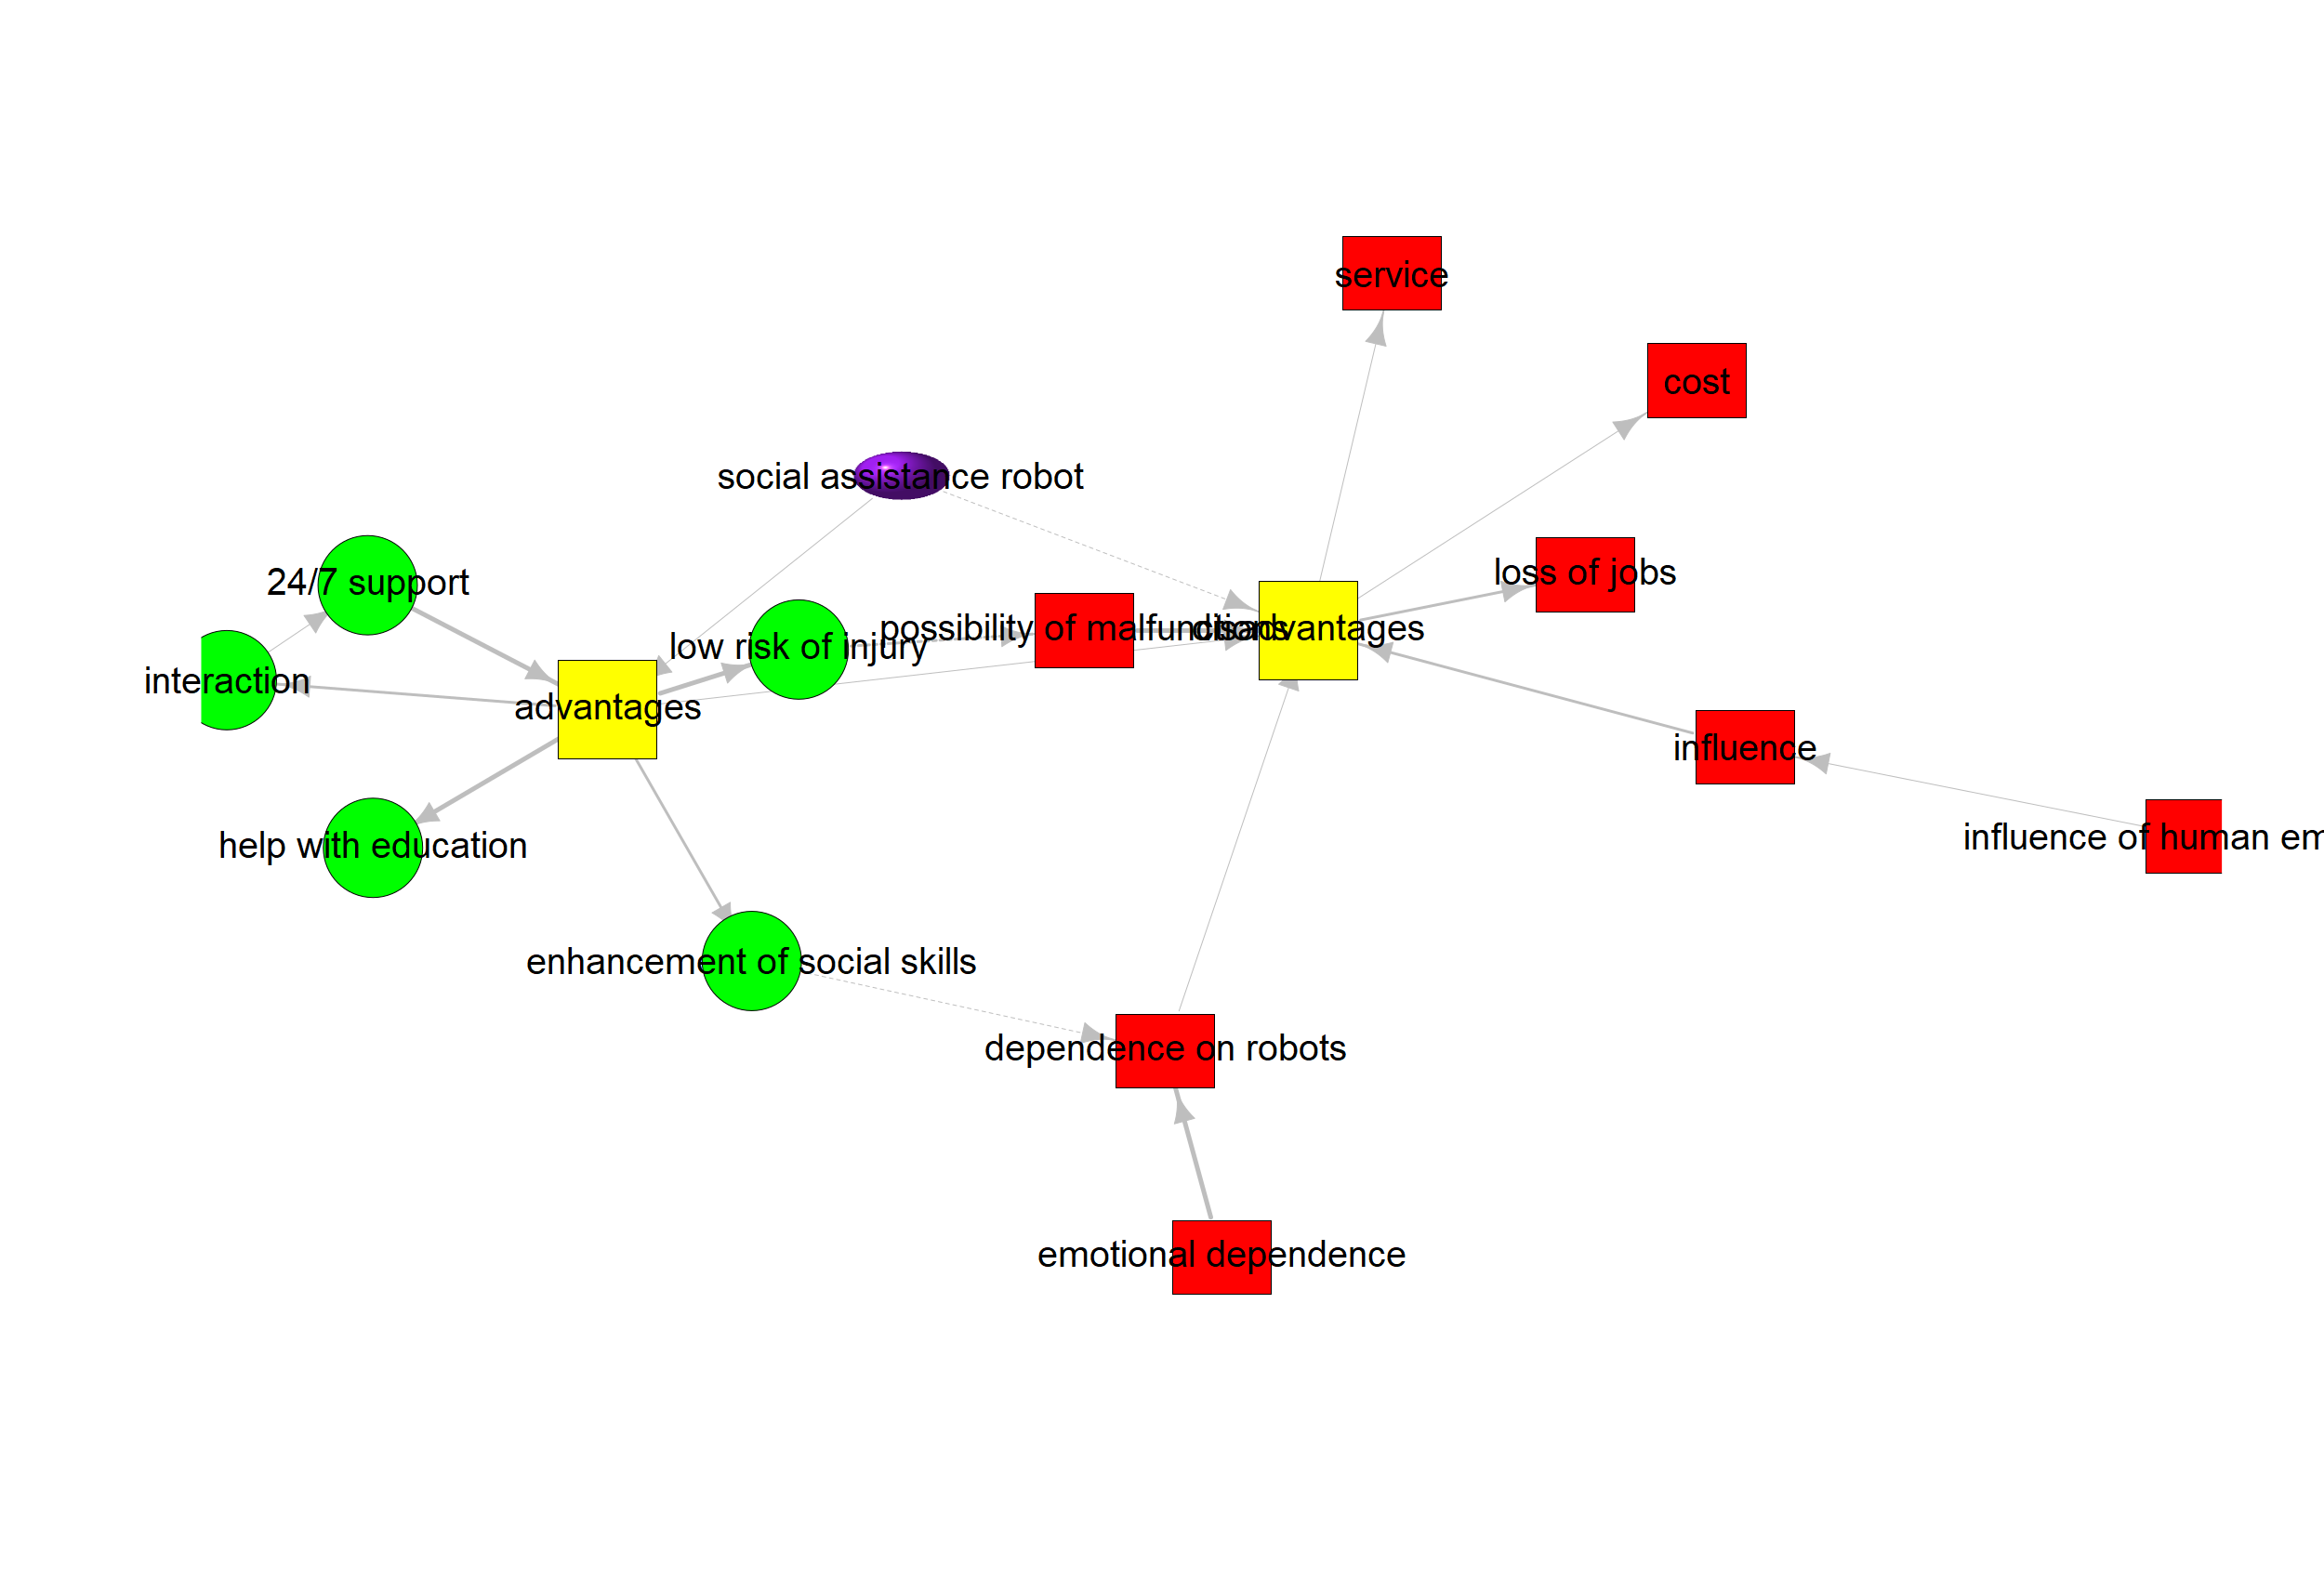 service
cost
social assistance robot
24/7 support
loss of jobs
possibility of malfunctions
disadvantages
low risk of injury
interaction
advantages
influence
influence of human em
help with education
enhancement of social skills
dependence on robots
emotional dependence